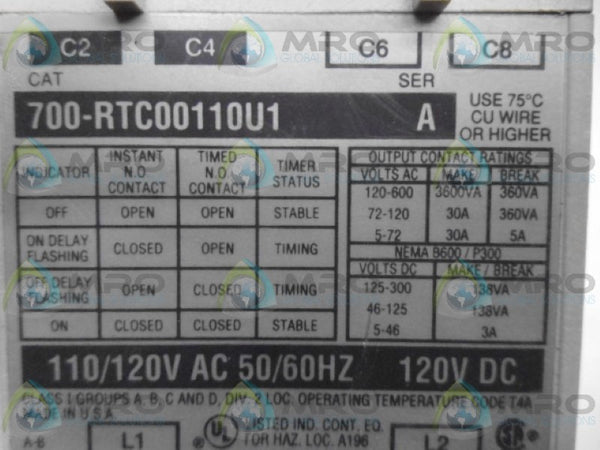 C2 C4 C6 C8
CAT SER
700-RTC00110U1 A
USE 75°C
CU WIRE
OR HIGHER
INDICATOR INSTANT N.O CONTACT TIMED N.O. CONTACT TIMER STATUS
OFF OPEN OPEN STABLE
ON DELAY FLASHING CLOSED OPEN TIMING
OFF DELAY FLASHING OPEN CLOSED TIMING
ON CLOSED CLOSED STABLE
OUTPUT CONTACT RATINGS
VOLTS AC MAKE BREAK
120-600 3600VA 360VA
72-120 30A 360VA
5-72 30A 5A
NEMA B600 / P300
VOLTS DC MAKE / BREAK
125-300 138VA
46-125 138VA
5-46 3A
110/120V AC 50/60HZ 120V DC
CLASS I GROUPS A, B, C AND D, DIV- 2 LOC. OPERATING TEMPERATURE CODE T4A
MADE IN U.S.A.
A-B L1 UL LISTED IND. CONT. EQ. L2
FOR HAZ. LOC. A196
MRO
GLOBAL SOLUTIONS